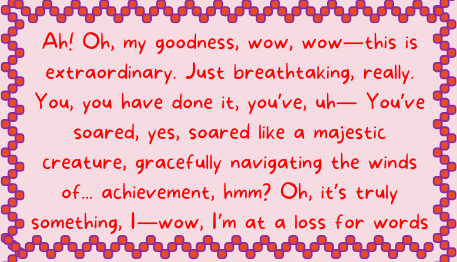 Ah! Oh, my goodness, wow, wow—this is
extraordinary. Just breathtaking, really.
You, you have done it, you've, uh— You've
soared, yes, soared like a majestic
creature, gracefully navigating the winds
of... achievement, hmm? Oh, it's truly
something, I—wow, I'm at a loss for words